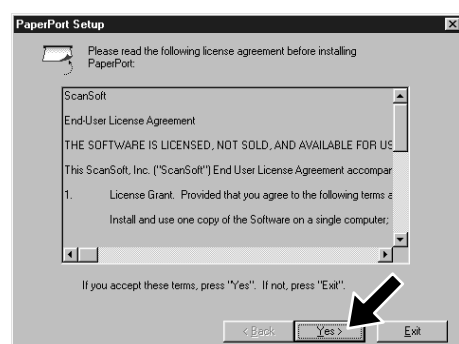 PaperPort Setup
Please read the following license agreement before installing
PaperPort:
ScanSoft
End-User License Agreement
THE SOFTWARE IS LICENSED, NOT SOLD, AND AVAILABLE FOR US
This ScanSoft, Inc. ("ScanSoft") End User License Agreement accompar
1. License Grant. Provided that you agree to the following terms a
Install and use one copy of the Software on a single computer;
If you accept these terms, press "Yes". If not, press "Exit".
< Back Yes > Exit